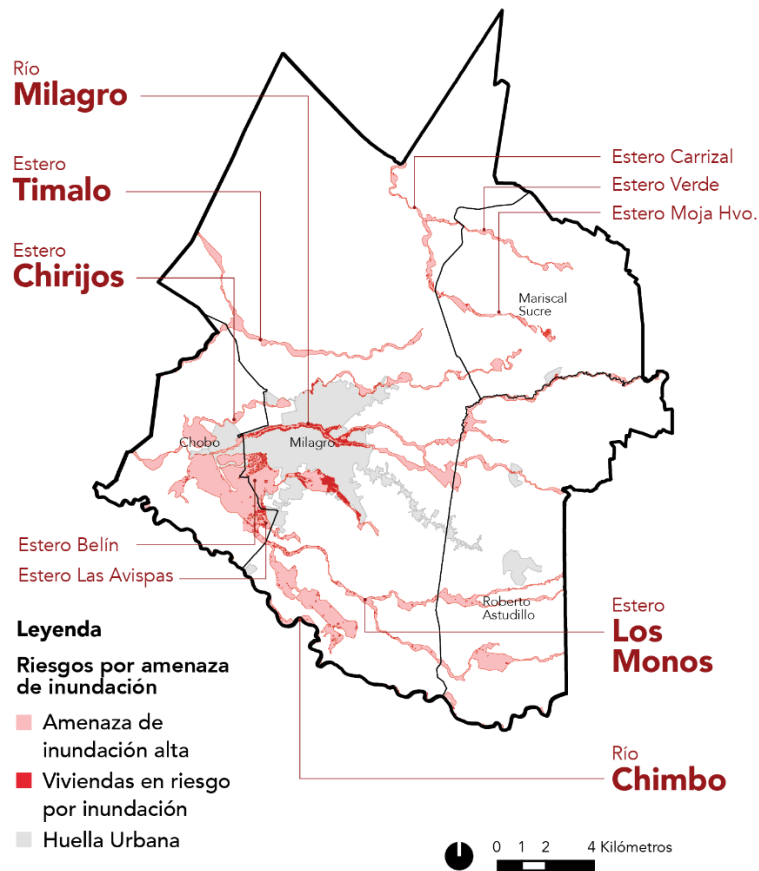 Río
Milagro
Estero
Timalo
Estero
Chirijos
Estero Carrizal
Estero Verde
Estero Moja Hvo.
Mariscal
Sucre
Chobo
Milagro
Estero Belín
Estero Las Avispas
Roberto
Astudillo
Estero
Los
Monos
Río
Chimbo
Leyenda
Riesgos por amenaza
de inundación
Amenaza de
inundación alta
Viviendas en riesgo
por inundación
Huella Urbana
0 1 2 4 Kilómetros